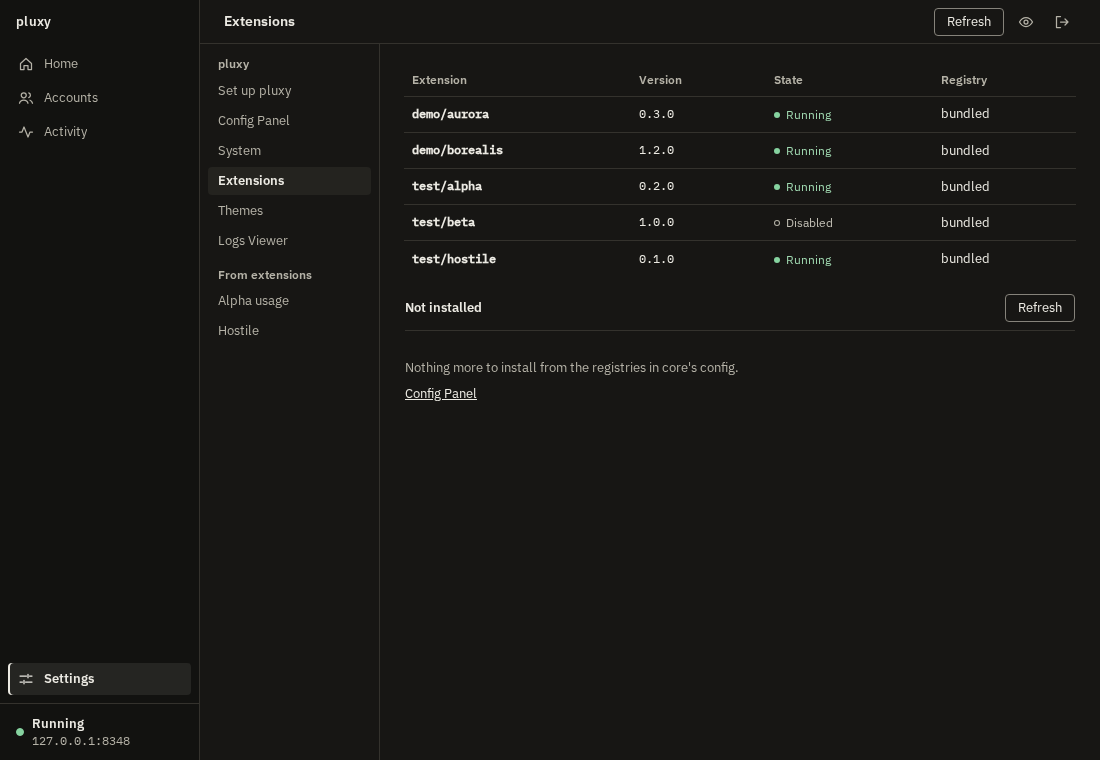 pluxy
Home
Accounts
Activity
Settings
Running
127.0.0.1:8348
Extensions
Refresh
pluxy
Set up pluxy
Config Panel
System
Extensions
Themes
Logs Viewer
From extensions
Alpha usage
Hostile
Extension Version State Registry
demo/aurora 0.3.0 Running bundled
demo/borealis 1.2.0 Running bundled
test/alpha 0.2.0 Running bundled
test/beta 1.0.0 Disabled bundled
test/hostile 0.1.0 Running bundled
Not installed Refresh
Nothing more to install from the registries in core's config.
Config Panel